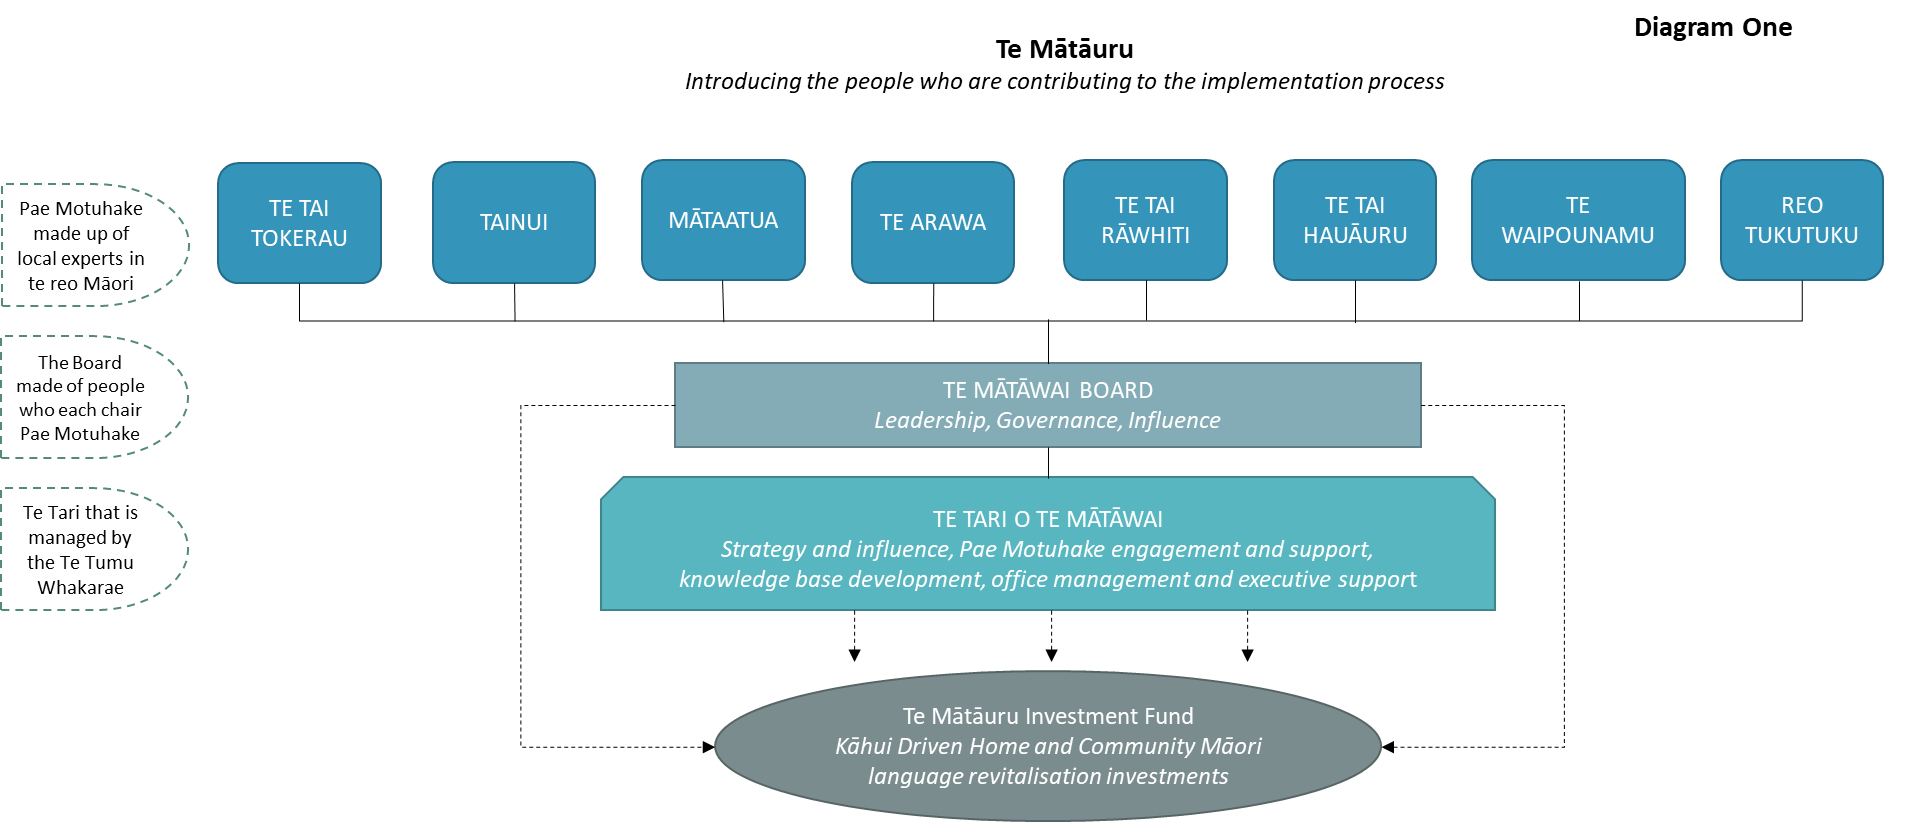 Diagram One
Te Mātāuru
Introducing the people who are contributing to the implementation process
Pae Motuhake
made up of
local experts in
te reo Māori
TE TAI
TOKERAU
TAINUI
MĀTAATUA
TE ARAWA
TE TAI
RĀWHITI
TE TAI
HAUĀURU
TE
WAIPOUNAMU
REO
TUKUTUKU
The Board
made of people
who each chair
Pae Motuhake
TE MĀTĀWAI BOARD
Leadership, Governance, Influence
Te Tari that is
managed by
the Te Tumu
Whakarae
TE TARI O TE MĀTĀWAI
Strategy and influence, Pae Motuhake engagement and support,
knowledge base development, office management and executive support
Te Mātāuru Investment Fund
Kāhui Driven Home and Community Māori
language revitalisation investments